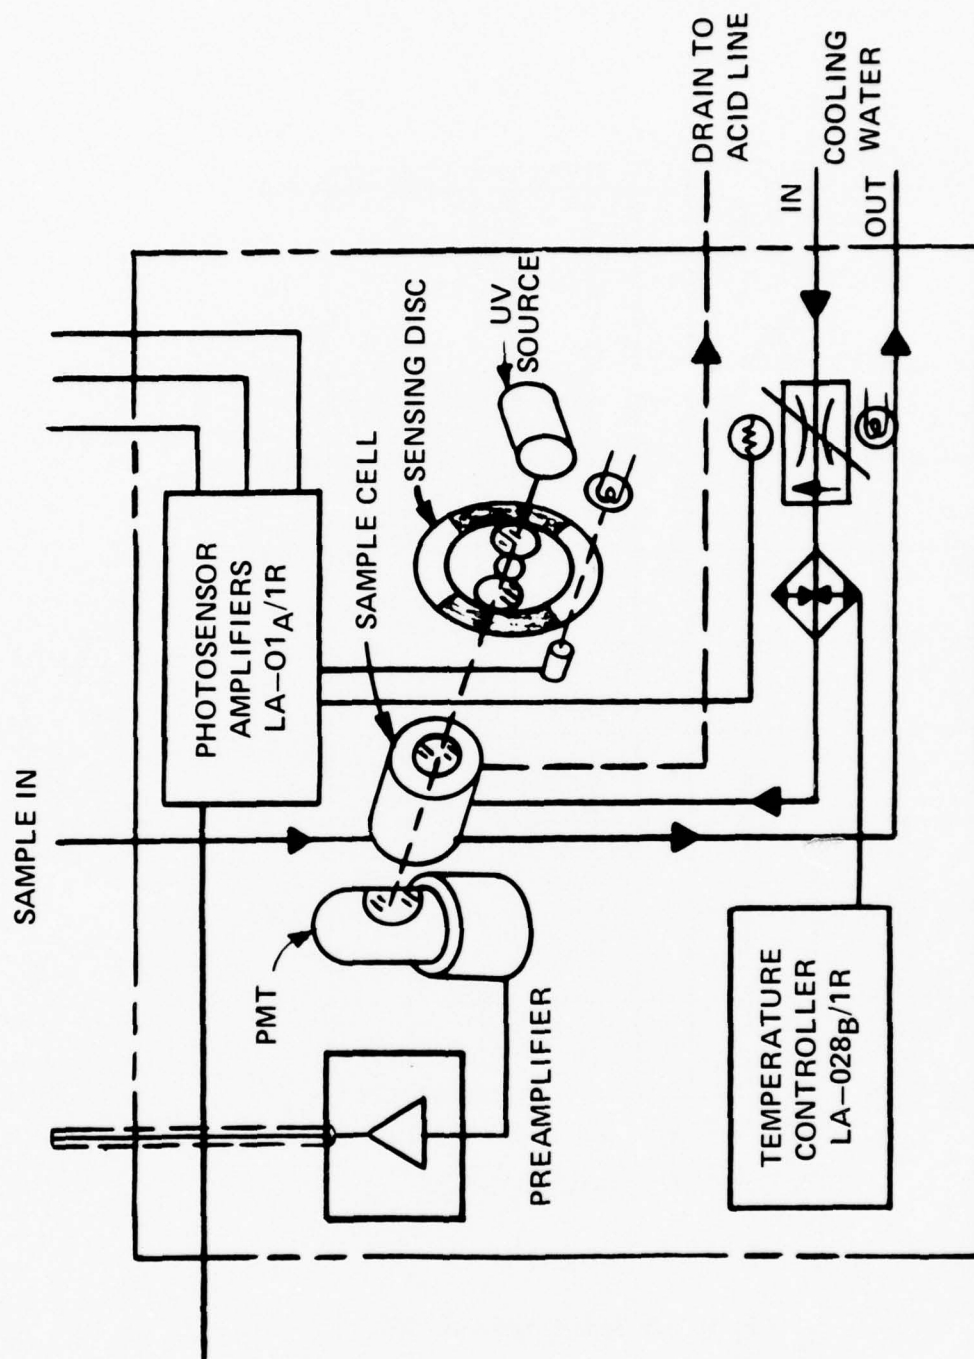 SAMPLE IN
PHOTOSENSOR
AMPLIFIERS
LA-01A/1R
SAMPLE CELL
SENSING DISC
UV
SOURCE
PMT
PREAMPLIFIER
DRAIN TO
ACID LINE
IN
COOLING
WATER
OUT
TEMPERATURE
CONTROLLER
LA-028B/1R